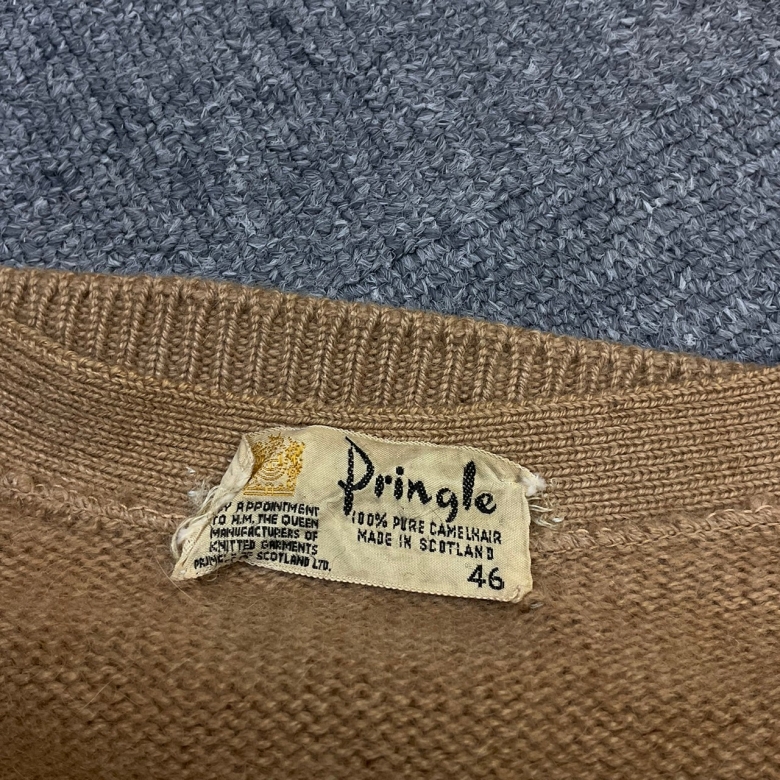 Pringle
100% PURE CAMELHAIR
MADE IN SCOTLAND
46
BY APPOINTMENT
TO H.M. THE QUEEN
MANUFACTURERS OF
KNITTED GARMENTS
SCOTLAND LTD.